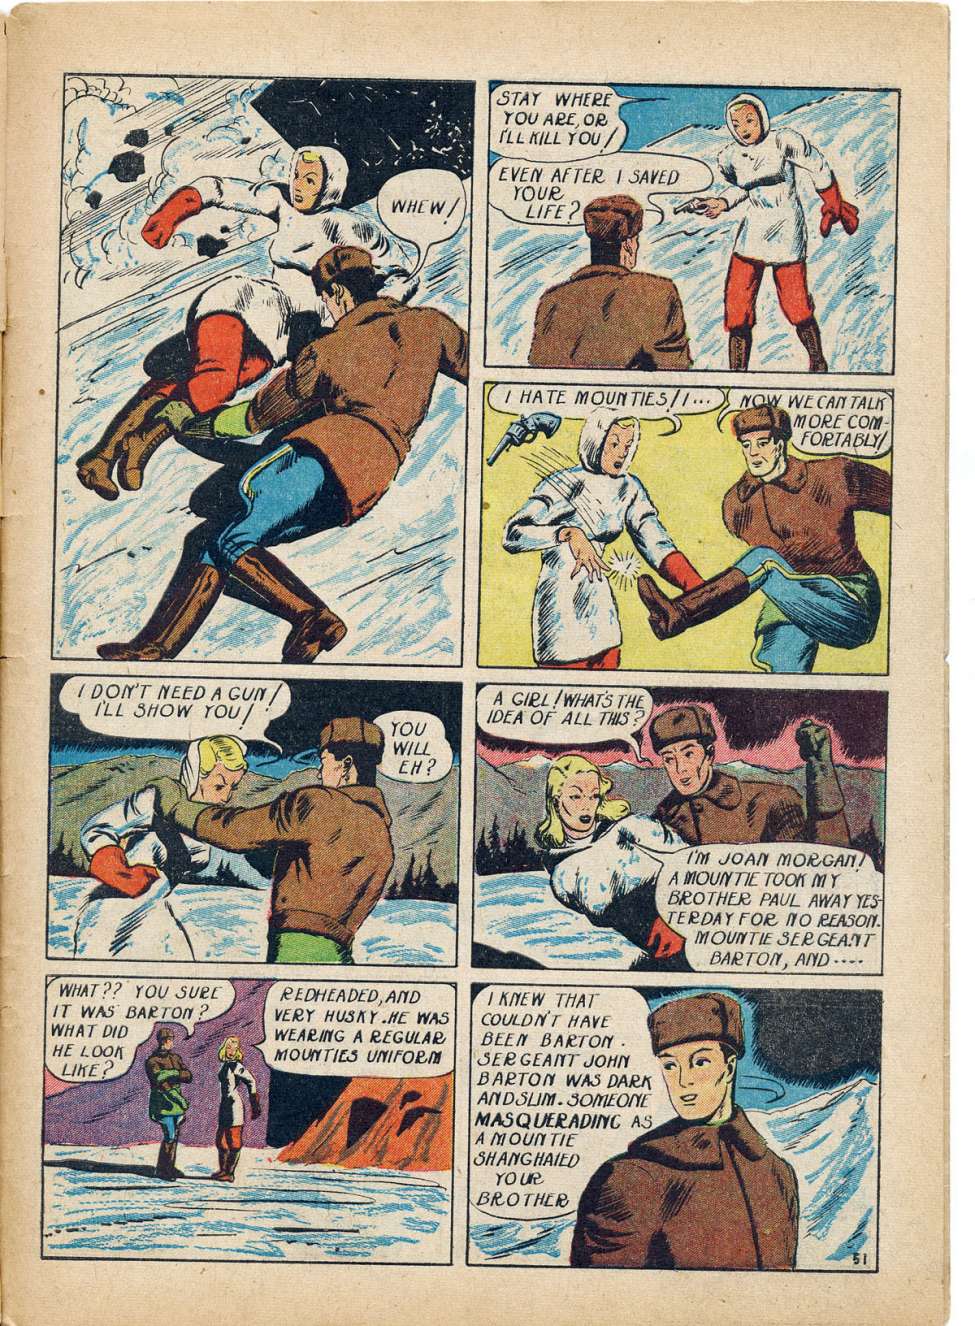 WHEW!
STAY WHERE
YOU ARE, OR
I'LL KILL YOU!
EVEN AFTER I SAVED
YOUR
LIFE?
I HATE MOUNTIES! I...
NOW WE CAN TALK
MORE COM-
FORTABLY!
I DON'T NEED A GUN!
I'LL SHOW YOU!
YOU
WILL
EH?
A GIRL! WHAT'S THE
IDEA OF ALL THIS?
I'M JOAN MORGAN!
A MOUNTIE TOOK MY
BROTHER PAUL AWAY YES-
TERDAY FOR NO REASON.
MOUNTIE SERGEANT
BARTON, AND ....
WHAT?? YOU SURE
IT WAS BARTON?
WHAT DID
HE LOOK
LIKE?
REDHEADED, AND
VERY HUSKY. HE WAS
WEARING A REGULAR
MOUNTIES UNIFORM
I KNEW THAT
COULDN'T HAVE
BEEN BARTON.
SERGEANT JOHN
BARTON WAS DARK
AND SLIM. SOMEONE
MASQUERADING AS
A MOUNTIE
SHANGHAIED
YOUR
BROTHER
51